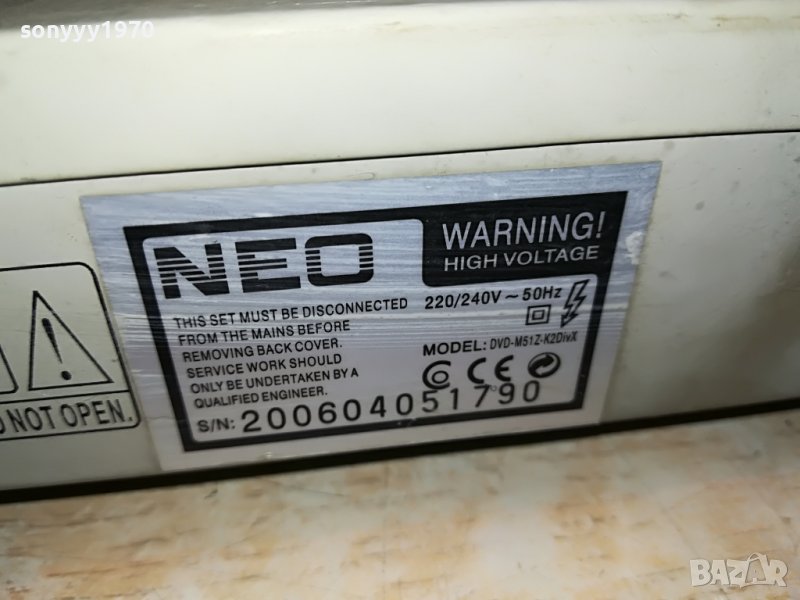 sonyyy1970
NEO
WARNING!
HIGH VOLTAGE
THIS SET MUST BE DISCONNECTED
FROM THE MAINS BEFORE
REMOVING BACK COVER.
SERVICE WORK SHOULD
ONLY BE UNDERTAKEN BY A
QUALIFIED ENGINEER.
220/240V ~ 50Hz
MODEL: DVD-M51Z-K2DivX
CE
S/N: 200604051790
NOT OPEN.
BAZAR